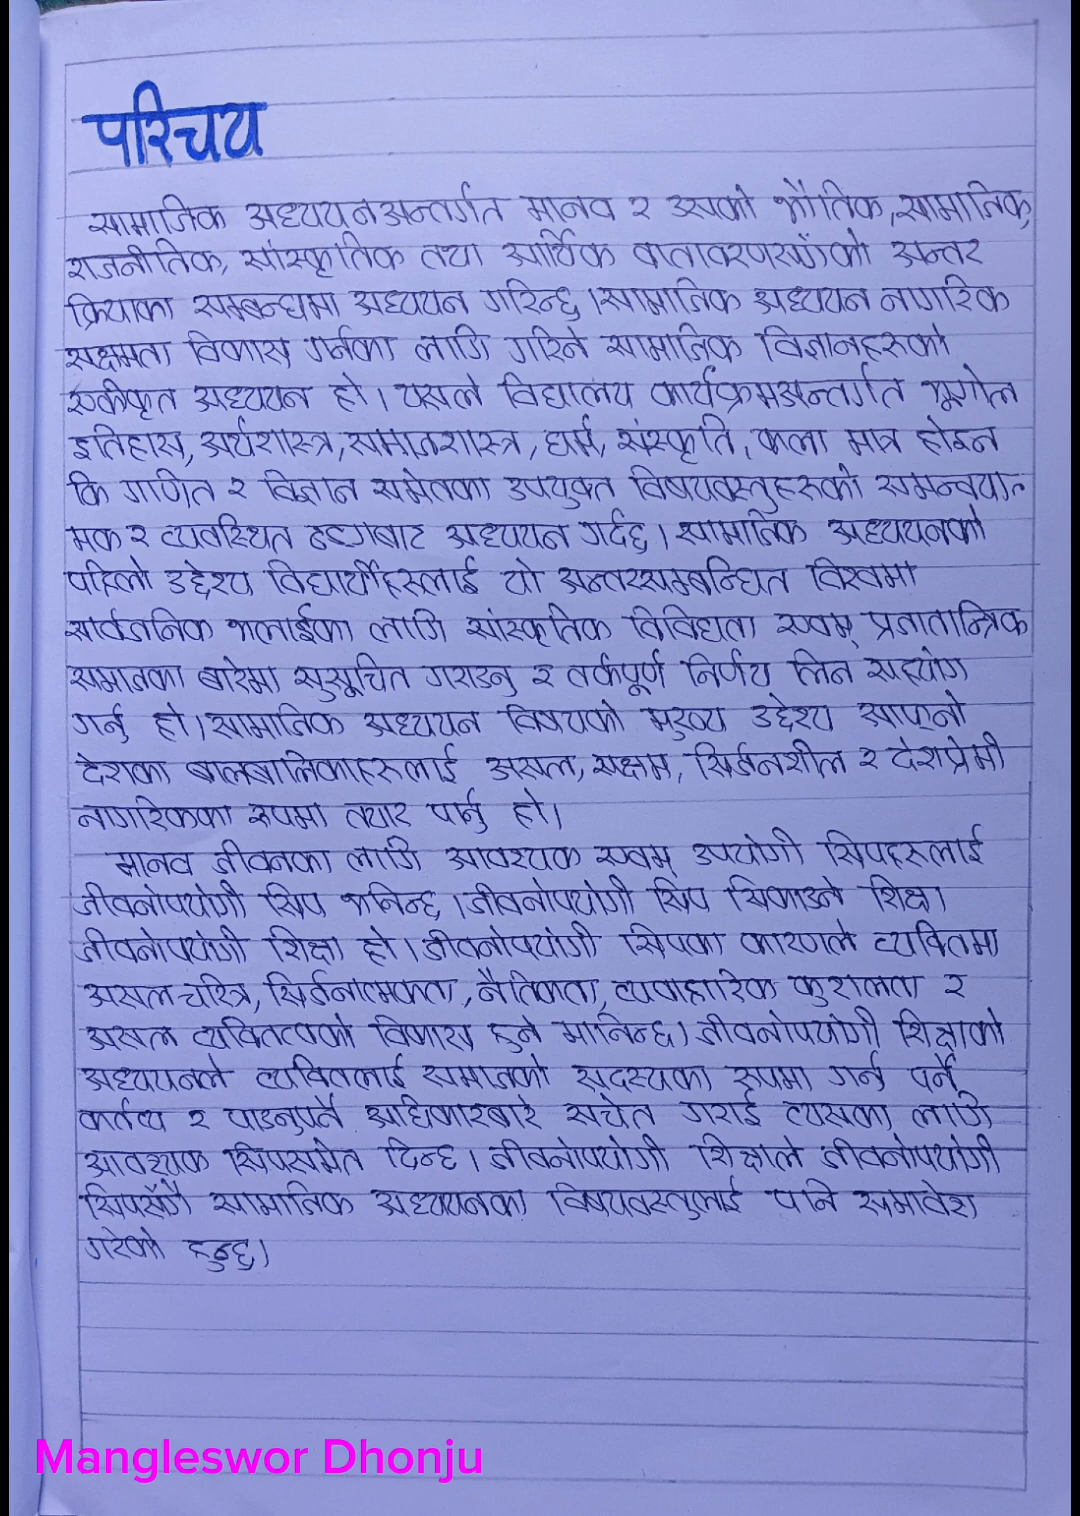 परिचय
सामाजिक अध्ययनअन्तर्गत मानव र उसको भौतिक, सामाजिक,
राजनीतिक, सांस्कृतिक तथा आर्थिक वातावरणसँगको अन्तर
क्रियाका सम्बन्धमा अध्ययन गरिन्छ । सामाजिक अध्ययन नागरिक
सक्षमता विकास गर्नका लागि गरिने सामाजिक विज्ञानहरुको
एकीकृत अध्ययन हो । यसले विद्यालय कार्यक्रमअन्तर्गत भूगोल
इतिहास, अर्थशास्त्र, समाजशास्त्र, धर्म, संस्कृति, कला मात्र होइन
कि गणित र विज्ञान समेतका उपयुक्त विषयवस्तुहरुको समन्वयात
मक र व्यवस्थित ढङ्गबाट अध्ययन गर्दछ । सामाजिक अध्ययनको
पहिलो उद्देश्य विद्यार्थीहरुलाई यो अन्तरसम्बन्धित विश्वमा
सार्वजनिक भलाईका लागि सांस्कृतिक विविधता एवम् प्रजातान्त्रिक
समाजका बारेमा सुसूचित गराउनु र तर्कपूर्ण निर्णय लिन सहयोग
गर्नु हो । सामाजिक अध्ययन विषयको मुख्य उद्देश्य आफ्नो
देशका बालबालिकाहरुलाई असल, सक्षम, सिर्जनशील र देशप्रेमी
नागरिकका रुपमा तयार पार्नु हो ।
मानव जीवनका लागि आवश्यक एवम् उपयोगी सिपहरुलाई
जीवनोपयोगी सिप भनिन्छ । जीवनोपयोगी सिप सिकाउने शिक्षा
जीवनोपयोगी शिक्षा हो । जीवनोपयोगी सिपका कारणले व्यक्तिमा
असल चरित्र, सिर्जनात्मकता, नैतिकता, व्यवाहारिक कुशलता र
असल व्यक्तित्वको विकास हुने मानिन्छ । जीवनोपयोगी शिक्षाको
अध्ययनले व्यक्तिलाई समाजको सदस्यका रुपमा गर्नु पर्ने
कर्तव्य र पाउनुपर्ने अधिकारबारे सचेत गराई त्यसका लागि
आवश्यक सिपसमेत दिन्छ । जीवनोपयोगी शिक्षाले जीवनोपयोगी
सिपसँगै सामाजिक अध्ययनका विषयवस्तुलाई पनि समावेश
गरेको हुन्छ ।
Mangleswor Dhonju